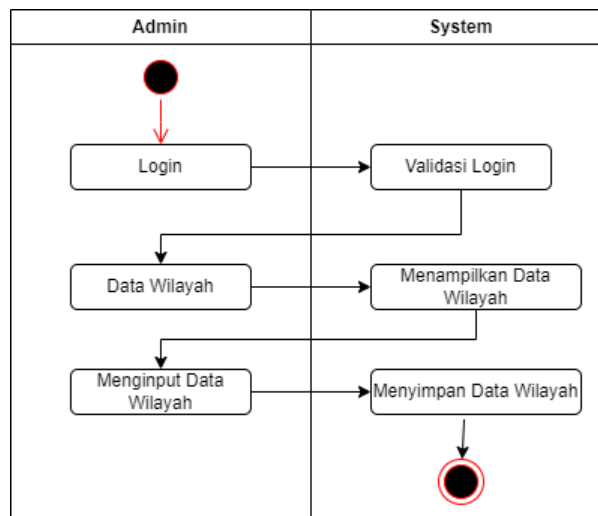 Admin
System
Login
Validasi Login
Data Wilayah
Menampilkan Data
Wilayah
Menginput Data
Wilayah
Menyimpan Data Wilayah